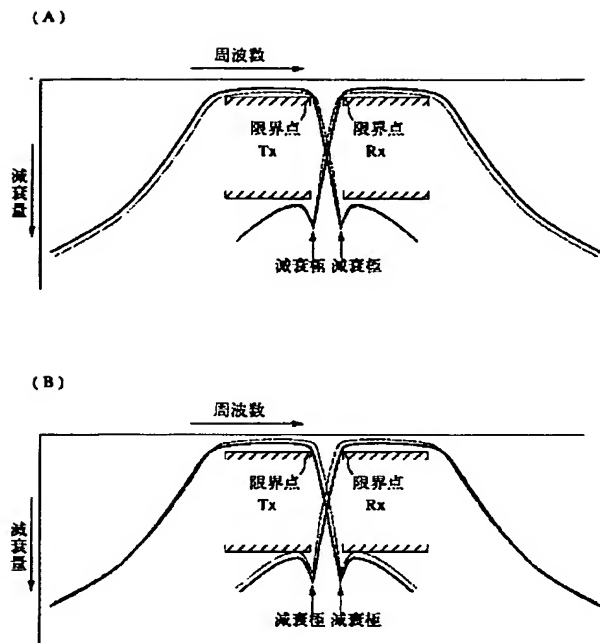 (A)
周波数
減衰量
限界点 限界点
Tx Rx
減衰極 減衰極
(B)
周波数
減衰量
限界点 限界点
Tx Rx
減衰極 減衰極